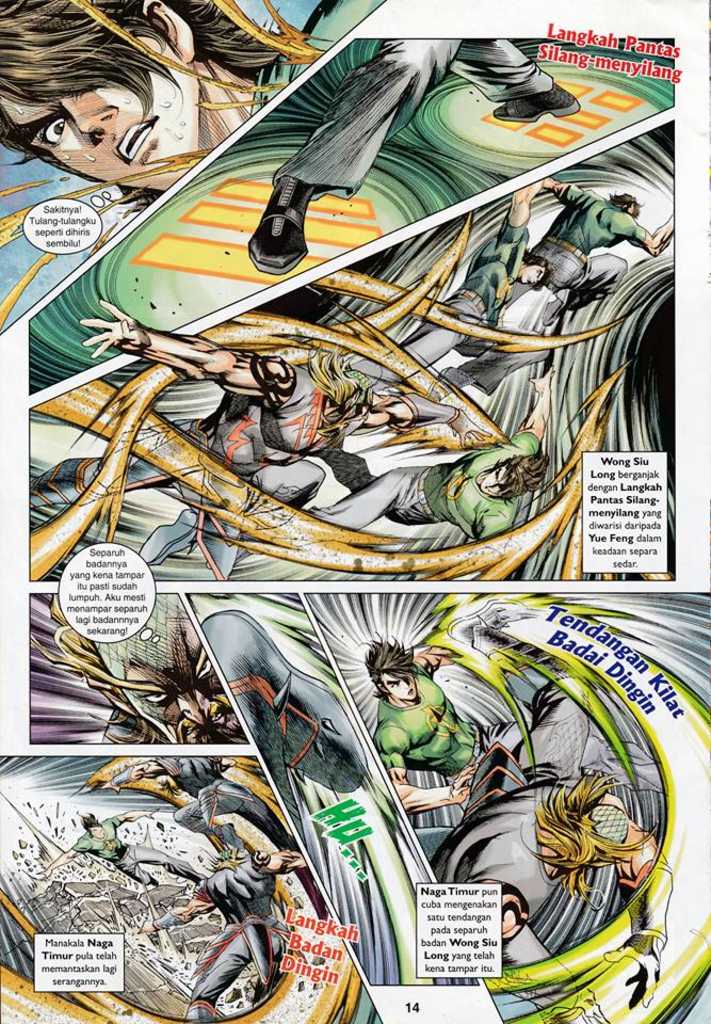 Langkah Pantas
Silang-menyilang
Sakitnya!
Tulang-tulangku
seperti dihiris
sembilu!
Wong Siu
Long berganjak
dengan Langkah
Pantas Silang-
menyilang yang
diwarisi daripada
Yue Feng dalam
keadaan separa
sedar.
Separuh
badannya
yang kena tampar
itu pasti sudah
lumpuh. Aku mesti
menampar separuh
lagi badannya
sekarang!
Tendangan Kilat
Badai Dingin
HU...
Naga Timur pun
cuba mengenakan
satu tendangan
pada separuh
badan Wong Siu
Long yang telah
kena tampar itu.
Langkah
Badan
Dingin
Manakala Naga
Timur pula telah
memantaskan lagi
serangannya.
14